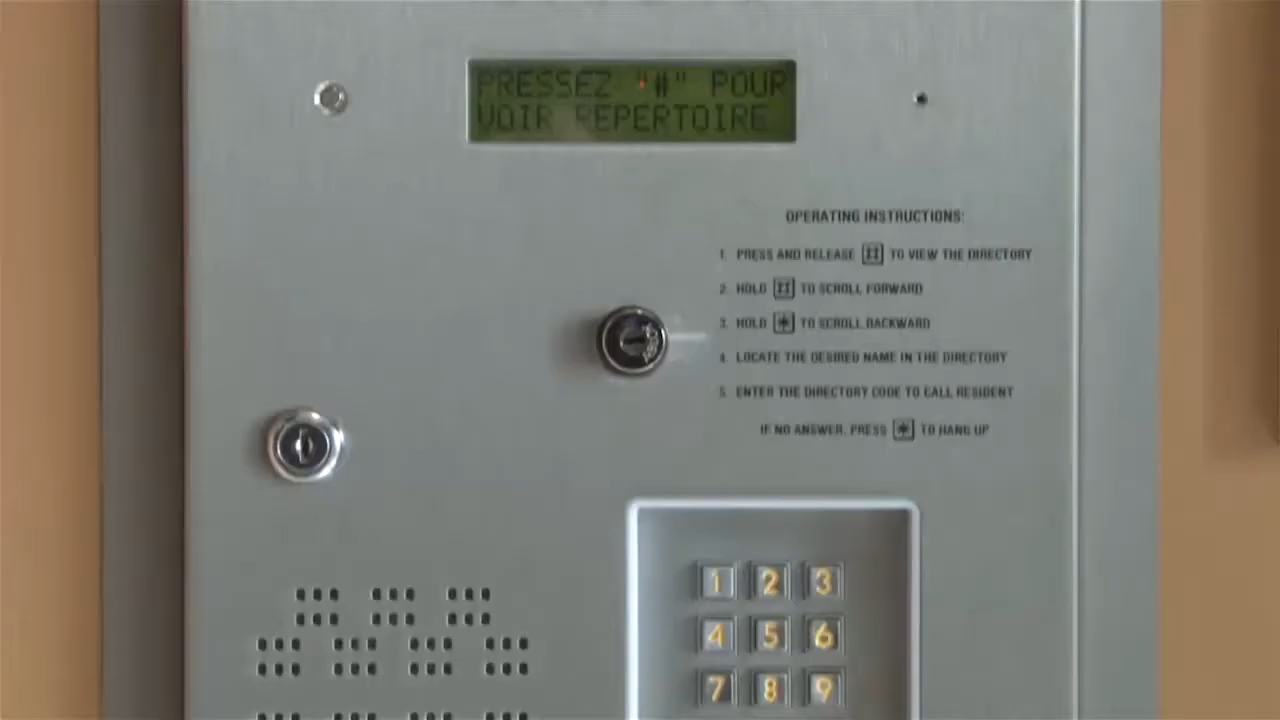 PRESSEZ "#" POUR
VOIR REPERTOIRE
OPERATING INSTRUCTIONS:
1. PRESS AND RELEASE # TO VIEW THE DIRECTORY
2. HOLD # TO SCROLL FORWARD
3. HOLD * TO SCROLL BACKWARD
4. LOCATE THE DESIRED NAME IN THE DIRECTORY
5. ENTER THE DIRECTORY CODE TO CALL RESIDENT
IF NO ANSWER, PRESS * TO HANG UP
1 2 3
4 5 6
7 8 9